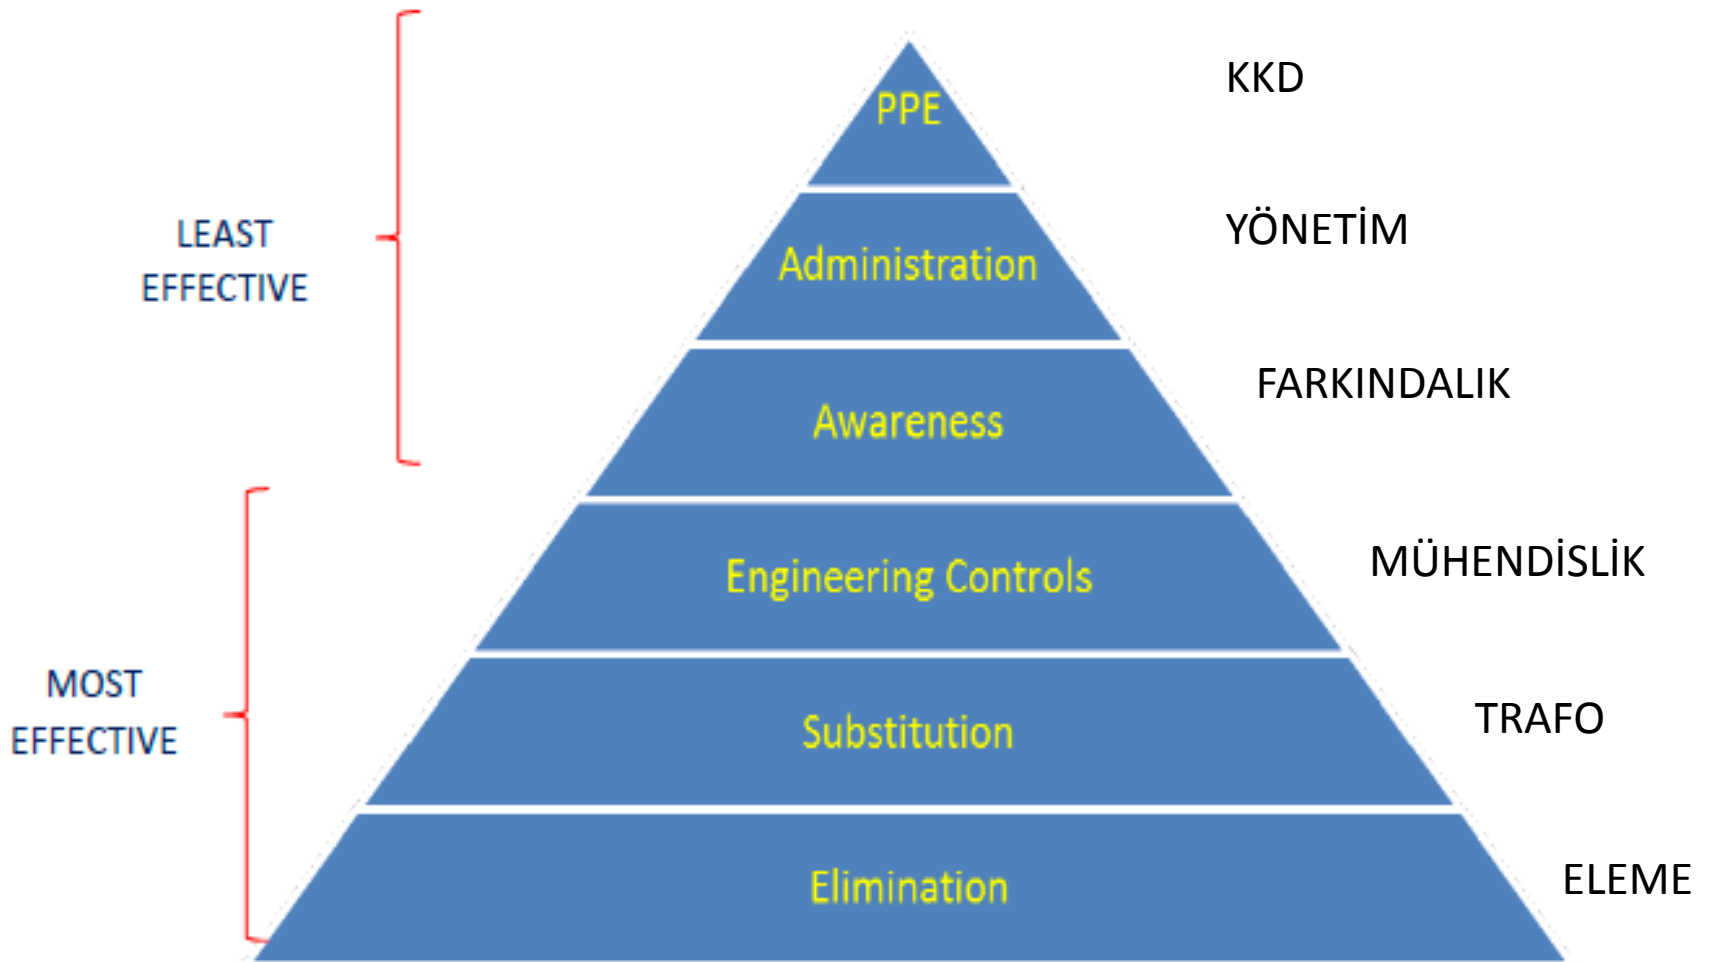 PPE
KKD
Administration
YÖNETİM
LEAST
EFFECTIVE
Awareness
FARKINDALIK
Engineering Controls
MÜHENDİSLİK
MOST
EFFECTIVE
Substitution
TRAFO
Elimination
ELEME